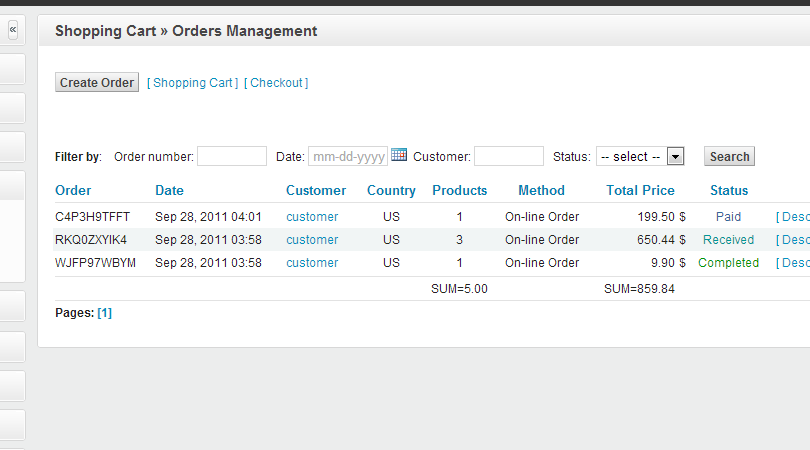 «
Shopping Cart » Orders Management
Create Order [ Shopping Cart ] [ Checkout ]
Filter by: Order number: Date: mm-dd-yyyy Customer: Status: -- select -- Search
Order Date Customer Country Products Method Total Price Status
C4P3H9TFFT Sep 28, 2011 04:01 customer US 1 On-line Order 199.50 $ Paid [ Desc
RKQ0ZXYIK4 Sep 28, 2011 03:58 customer US 3 On-line Order 650.44 $ Received [ Desc
WJFP97WBYM Sep 28, 2011 03:58 customer US 1 On-line Order 9.90 $ Completed [ Desc
SUM=5.00 SUM=859.84
Pages: [1]